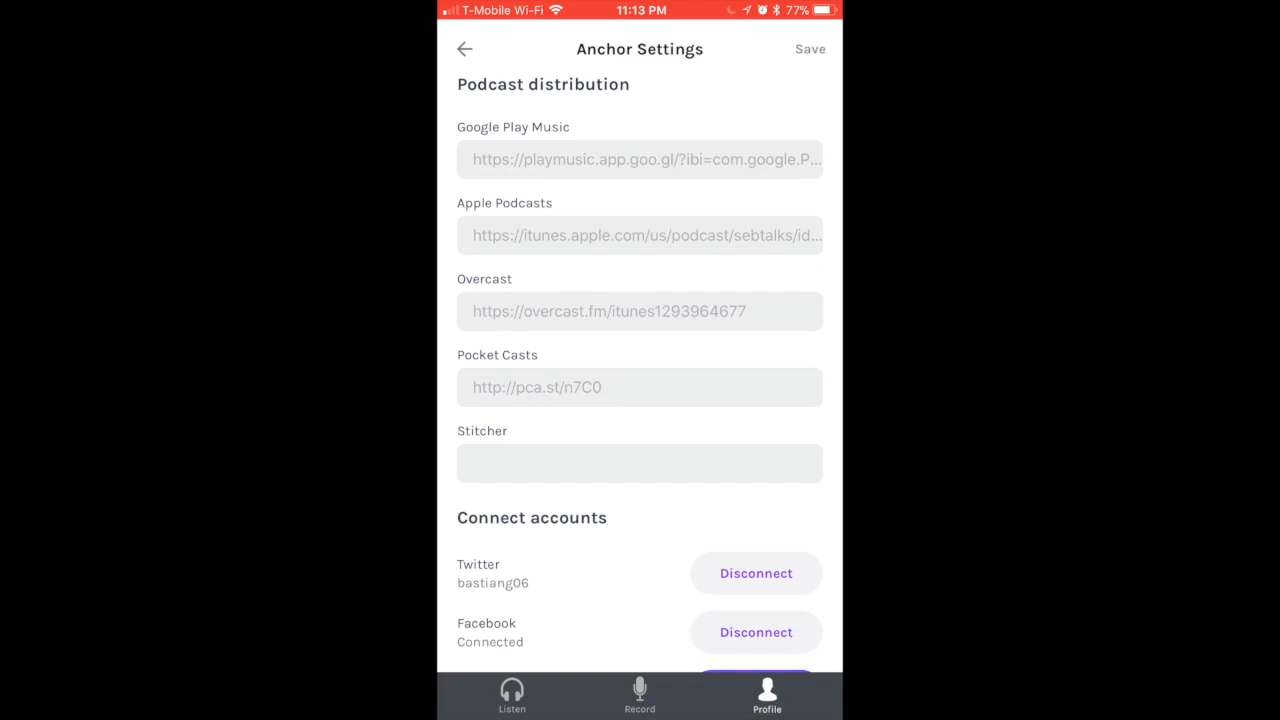 T-Mobile Wi-Fi 11:13 PM 77%
Anchor Settings Save
Podcast distribution
Google Play Music
https://playmusic.app.goo.gl/?ibi=com.google.P...
Apple Podcasts
https://itunes.apple.com/us/podcast/sebtalks/id...
Overcast
https://overcast.fm/itunes1293964677
Pocket Casts
http://pca.st/n7C0
Stitcher
Connect accounts
Twitter
bastiang06
Disconnect
Facebook
Connected
Disconnect
Listen Record Profile